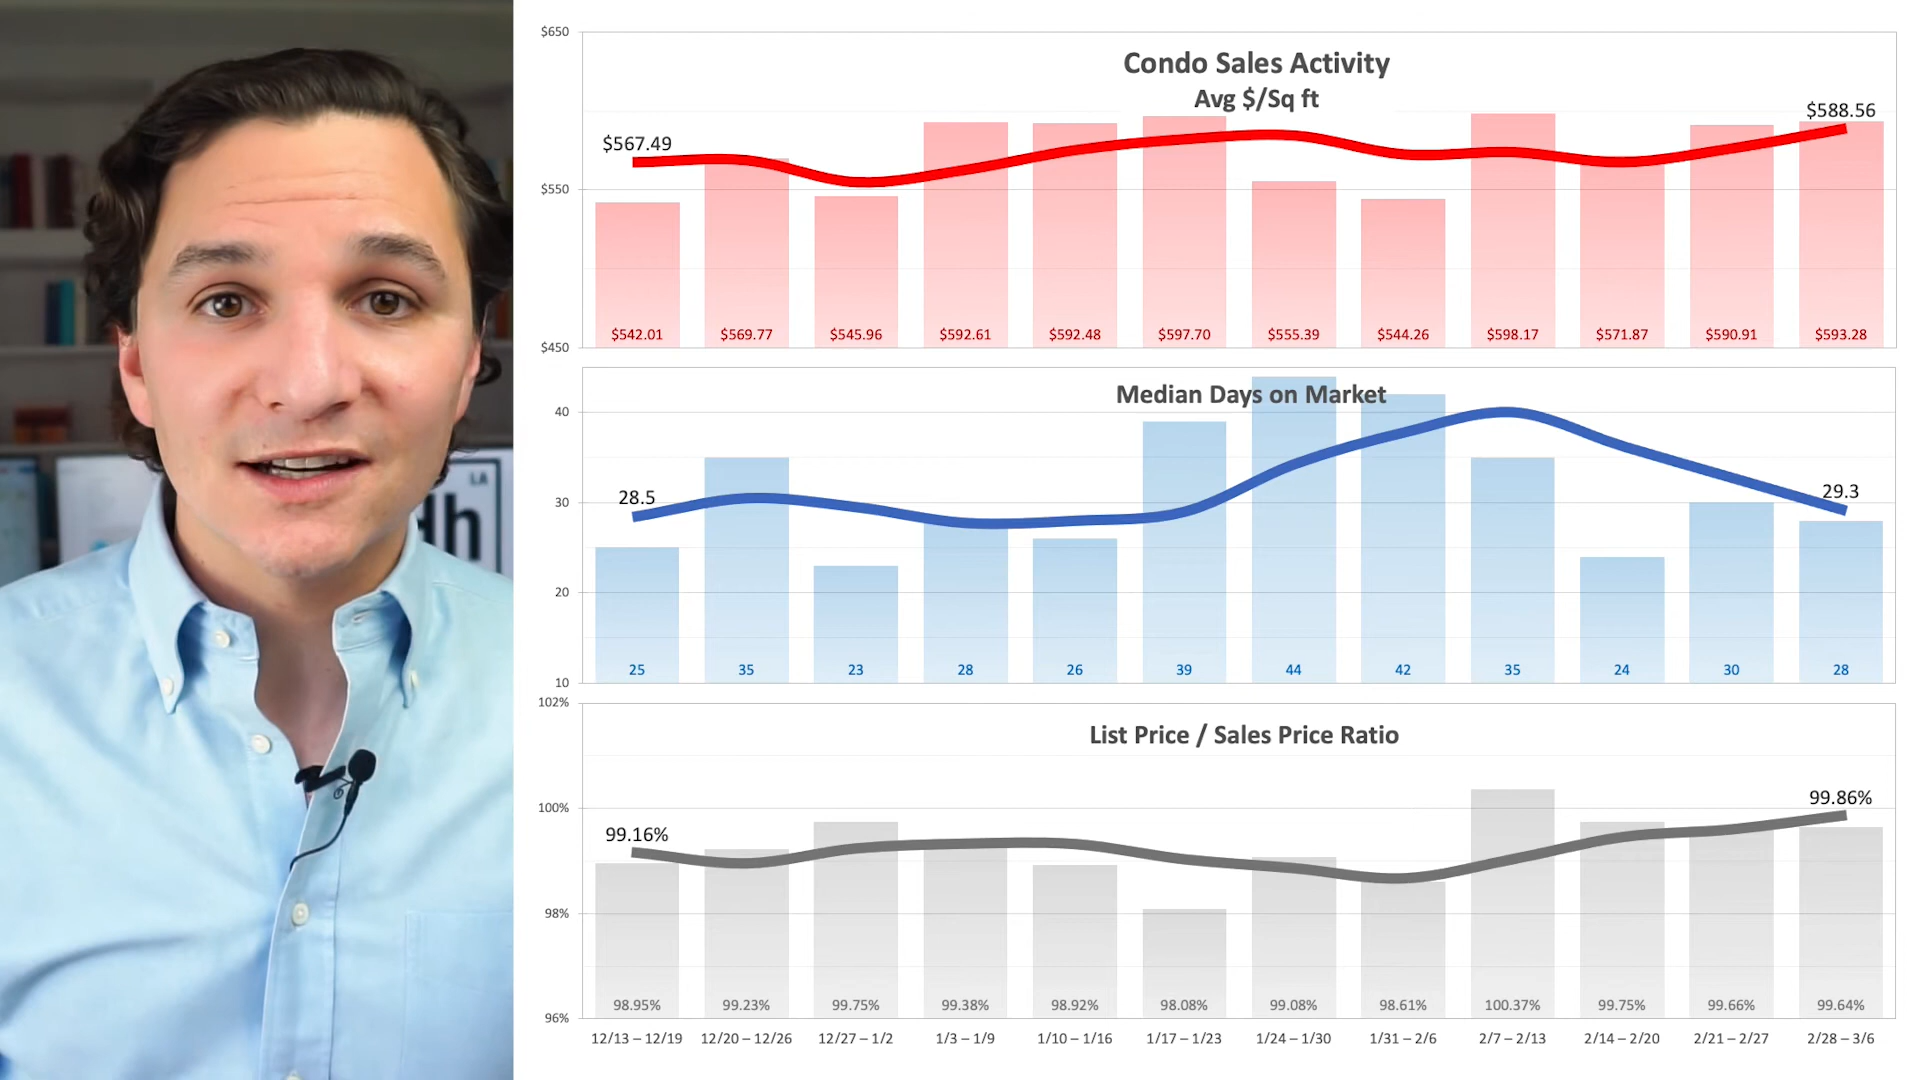 LA
dh
$650
Condo Sales Activity
Avg $/Sq ft
$588.56
$567.49
$550
$542.01 $569.77 $545.96 $592.61 $592.48 $597.70 $555.39 $544.26 $598.17 $571.87 $590.91 $593.28
$450
Median Days on Market
40
28.5
29.3
30
20
25 35 23 28 26 39 44 42 35 24 30 28
10
102%
List Price / Sales Price Ratio
99.86%
100%
99.16%
98%
98.95% 99.23% 99.75% 99.38% 98.92% 98.08% 99.08% 98.61% 100.37% 99.75% 99.66% 99.64%
96%
12/13 – 12/19 12/20 – 12/26 12/27 – 1/2 1/3 – 1/9 1/10 – 1/16 1/17 – 1/23 1/24 – 1/30 1/31 – 2/6 2/7 – 2/13 2/14 – 2/20 2/21 – 2/27 2/28 – 3/6